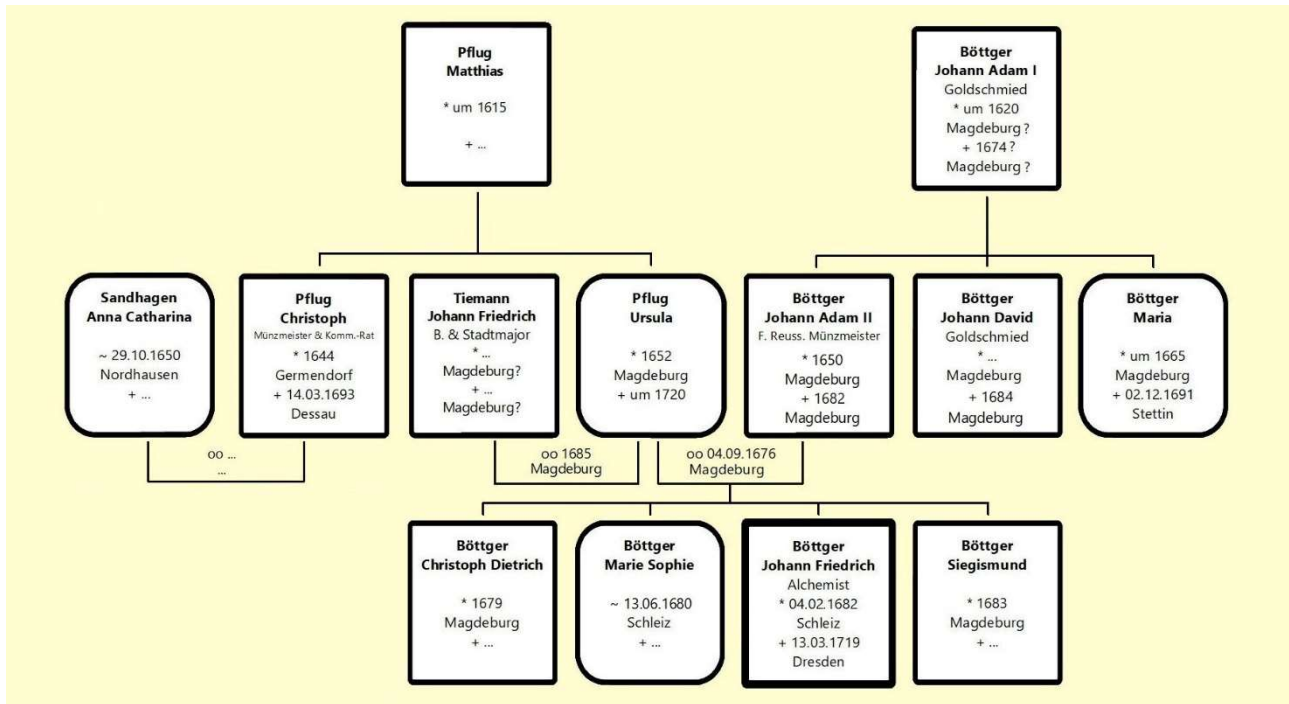 Pflug
Matthias
* um 1615
+ ...
Böttger
Johann Adam I
Goldschmied
* um 1620
Magdeburg ?
+ 1674 ?
Magdeburg ?
Sandhagen
Anna Catharina
~ 29.10.1650
Nordhausen
+ ...
Pflug
Christoph
Münzmeister & Komm.-Rat
* 1644
Germendorf
+ 14.03.1693
Dessau
Tiemann
Johann Friedrich
B. & Stadtmajor
* ...
Magdeburg?
+ ...
Magdeburg?
Pflug
Ursula
* 1652
Magdeburg
+ um 1720
Böttger
Johann Adam II
F. Reuss. Münzmeister
* 1650
Magdeburg
+ 1682
Magdeburg
Böttger
Johann David
Goldschmied
* ...
Magdeburg
+ 1684
Magdeburg
Böttger
Maria
* um 1665
Magdeburg
+ 02.12.1691
Stettin
oo ...
...
oo 1685
Magdeburg
oo 04.09.1676
Magdeburg
Böttger
Christoph Dietrich
* 1679
Magdeburg
+ ...
Böttger
Marie Sophie
~ 13.06.1680
Schleiz
+ ...
Böttger
Johann Friedrich
Alchemist
* 04.02.1682
Schleiz
+ 13.03.1719
Dresden
Böttger
Siegismund
* 1683
Magdeburg
+ ...